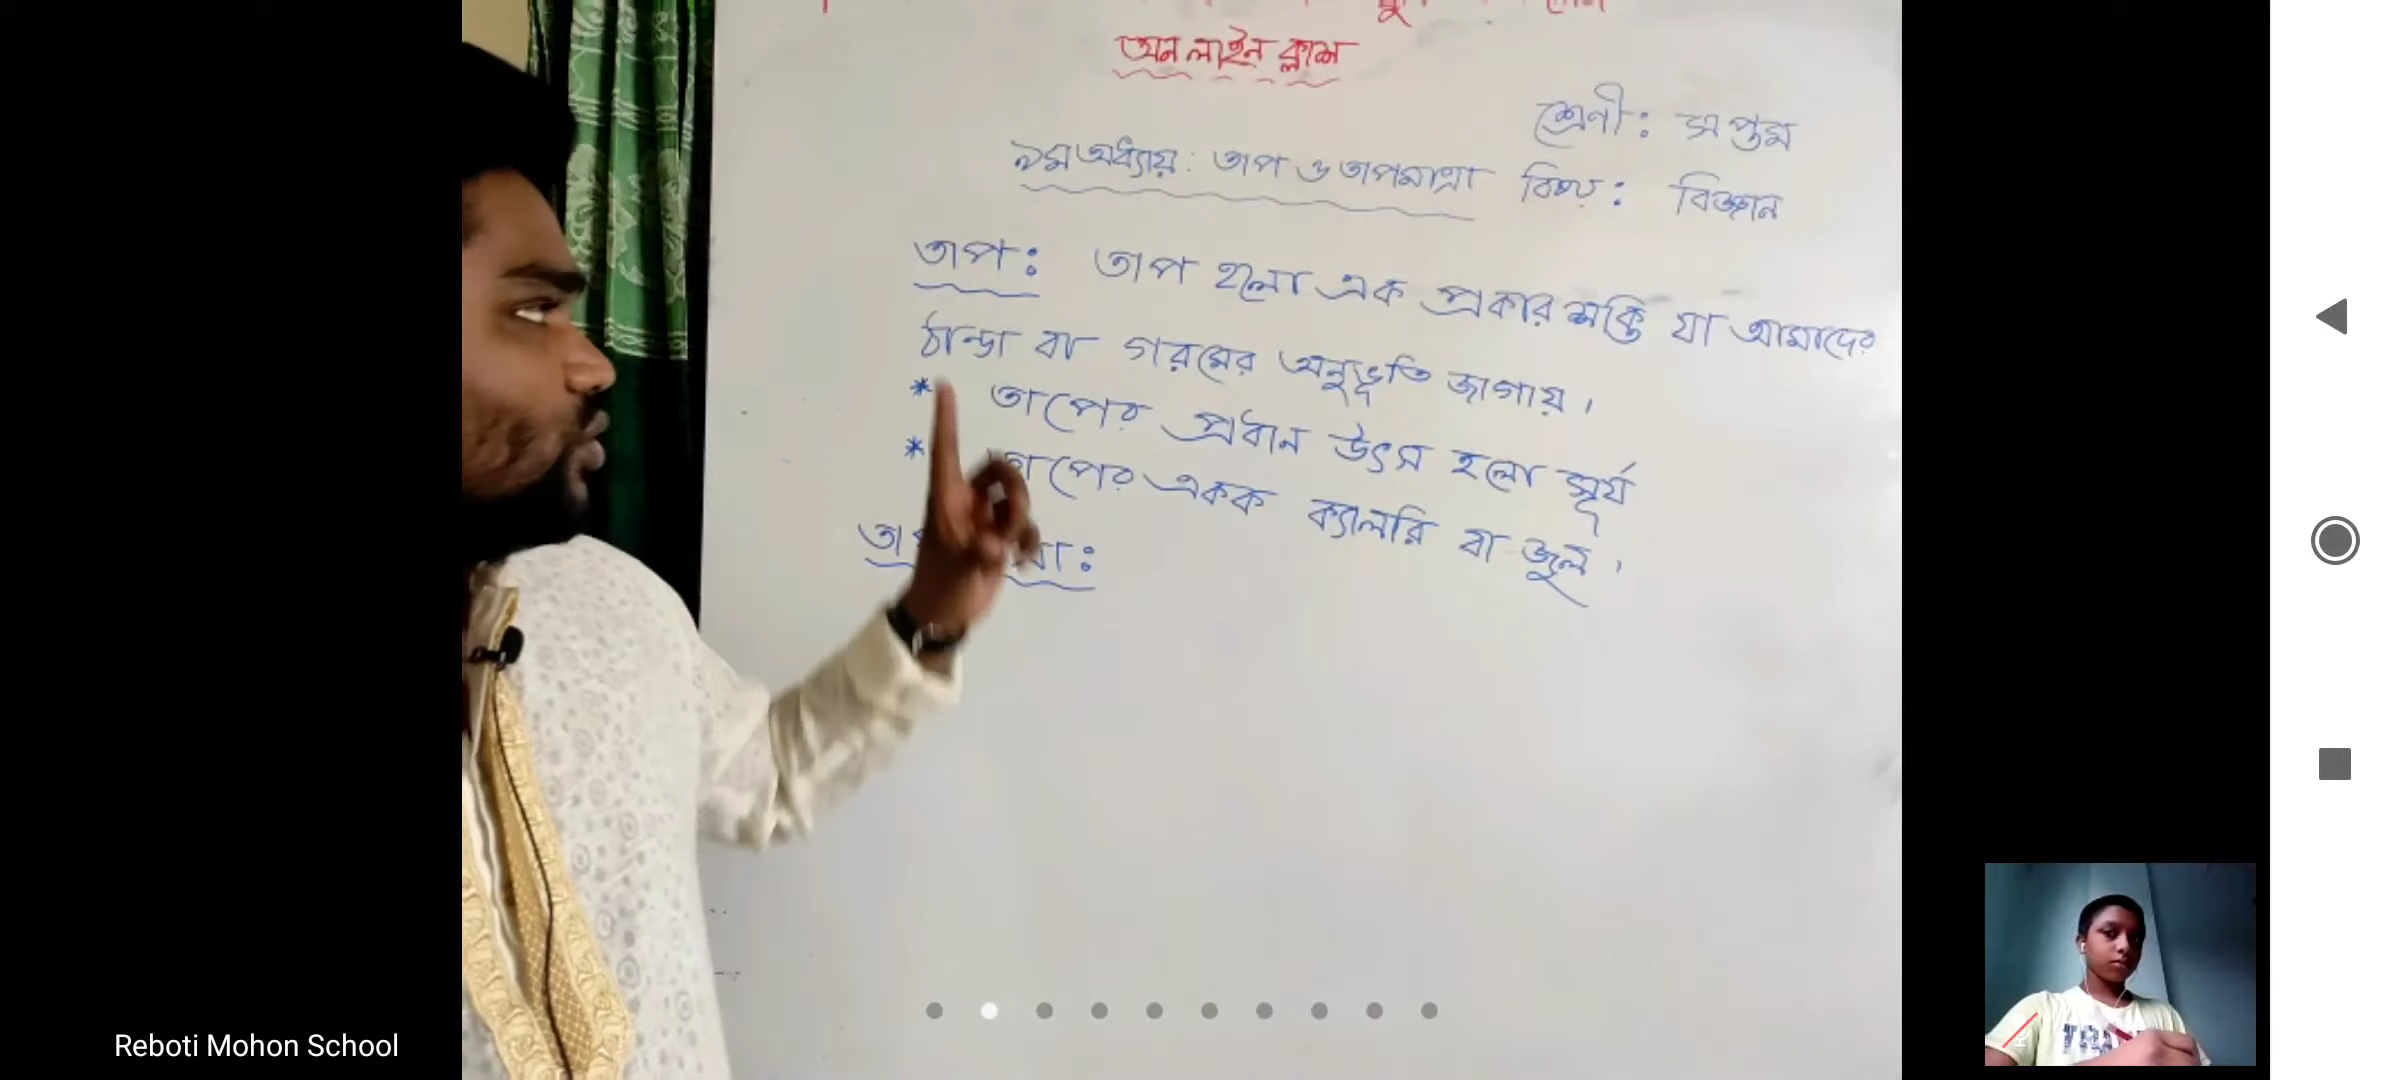 অনলাইন ক্লাশ
শ্রেণী: সপ্তম
৯ম অধ্যায়: তাপ ও তাপমাত্রা
বিষয়: বিজ্ঞান
তাপ: তাপ হলো এক প্রকার শক্তি যা আমাদের
ঠান্ডা বা গরমের অনুভূতি জাগায়।
* তাপের প্রধান উৎস হলো সূর্য
* তাপের একক ক্যালরি বা জুল।
Reboti Mohon School